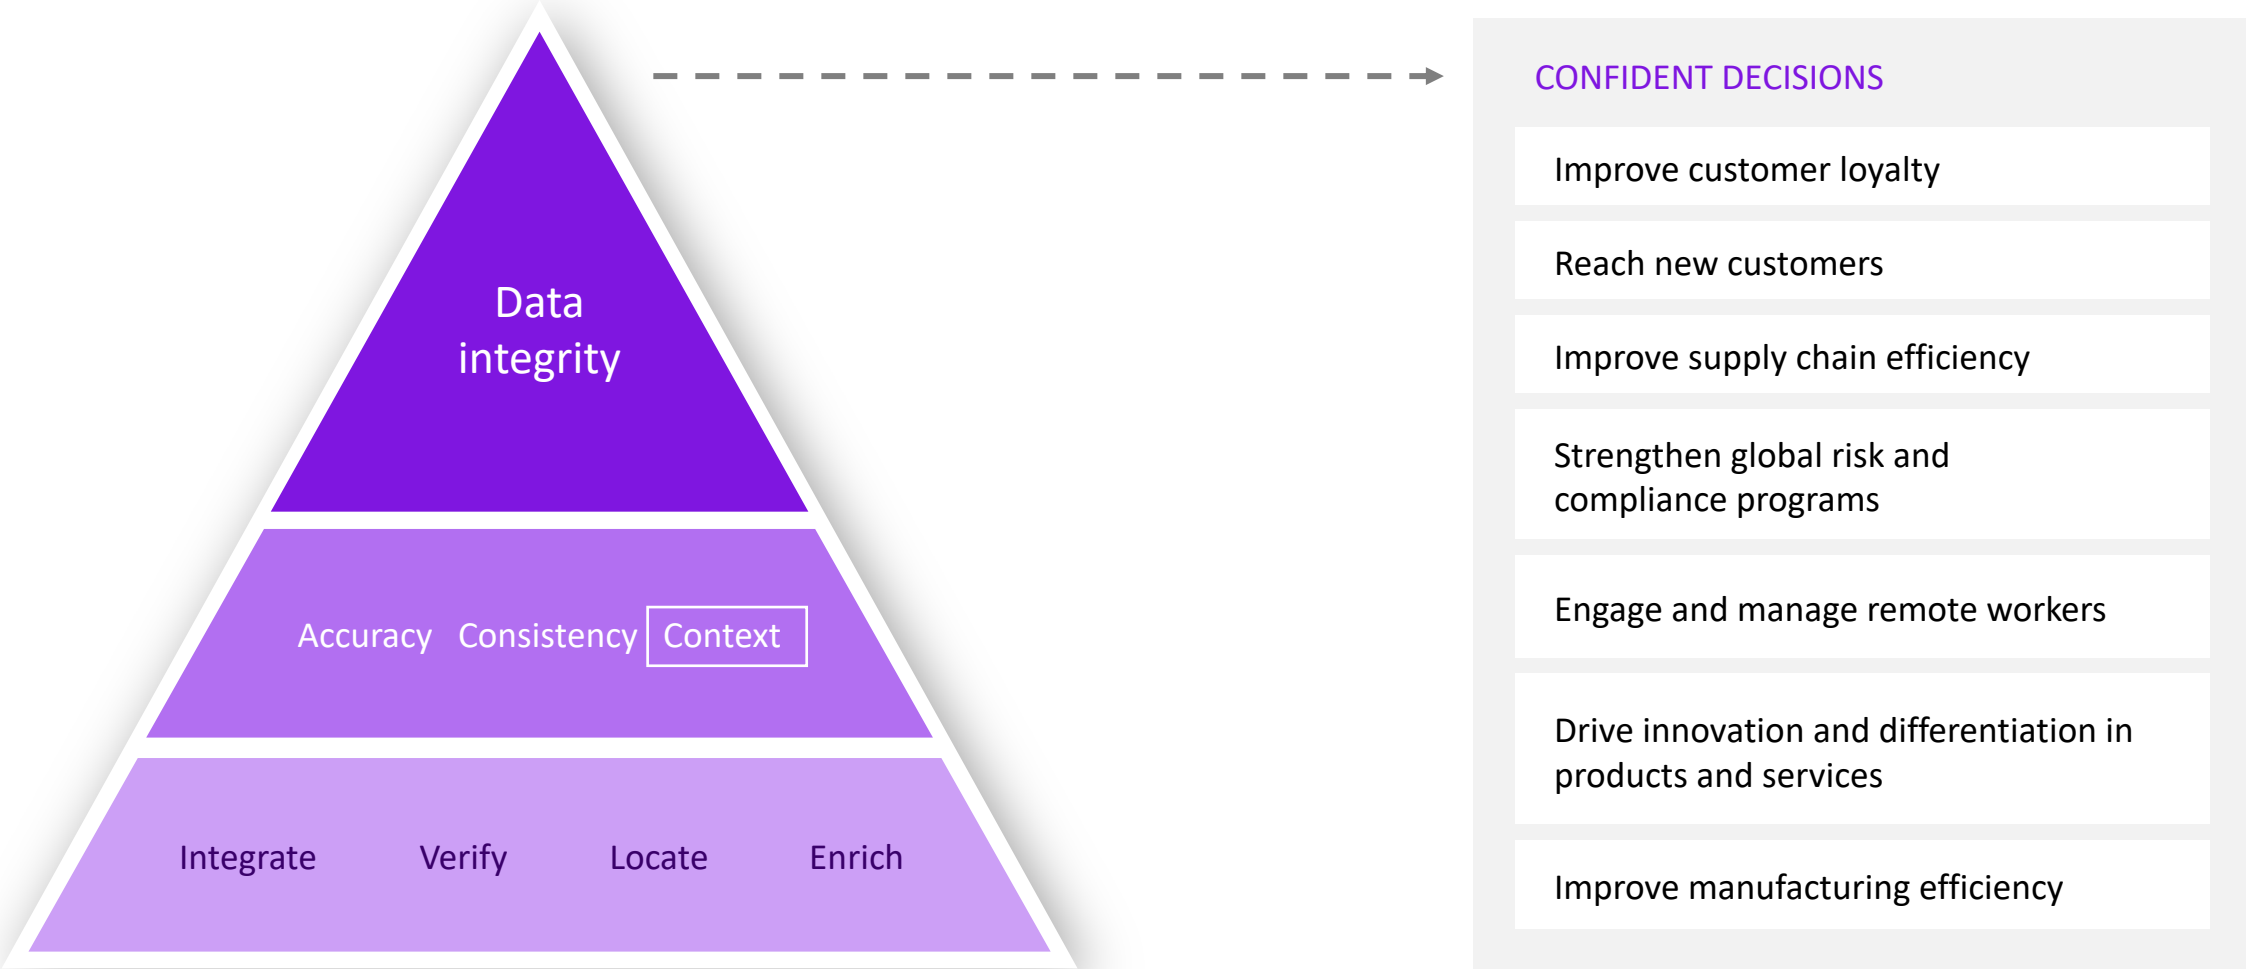 Data
integrity
Accuracy Consistency Context
Integrate Verify Locate Enrich
CONFIDENT DECISIONS
Improve customer loyalty
Reach new customers
Improve supply chain efficiency
Strengthen global risk and
compliance programs
Engage and manage remote workers
Drive innovation and differentiation in
products and services
Improve manufacturing efficiency